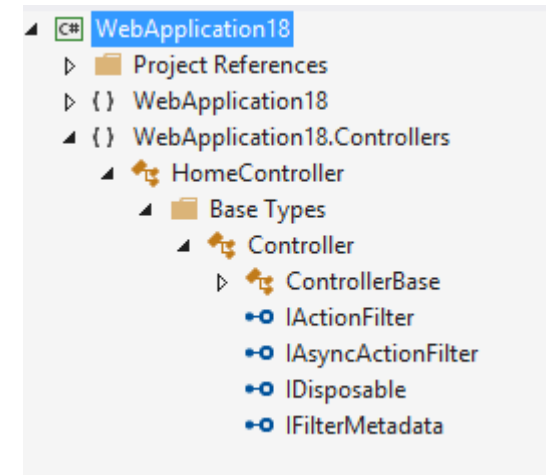 C# WebApplication18
Project References
{ } WebApplication18
{ } WebApplication18.Controllers
HomeController
Base Types
Controller
ControllerBase
IActionFilter
IAsyncActionFilter
IDisposable
IFilterMetadata